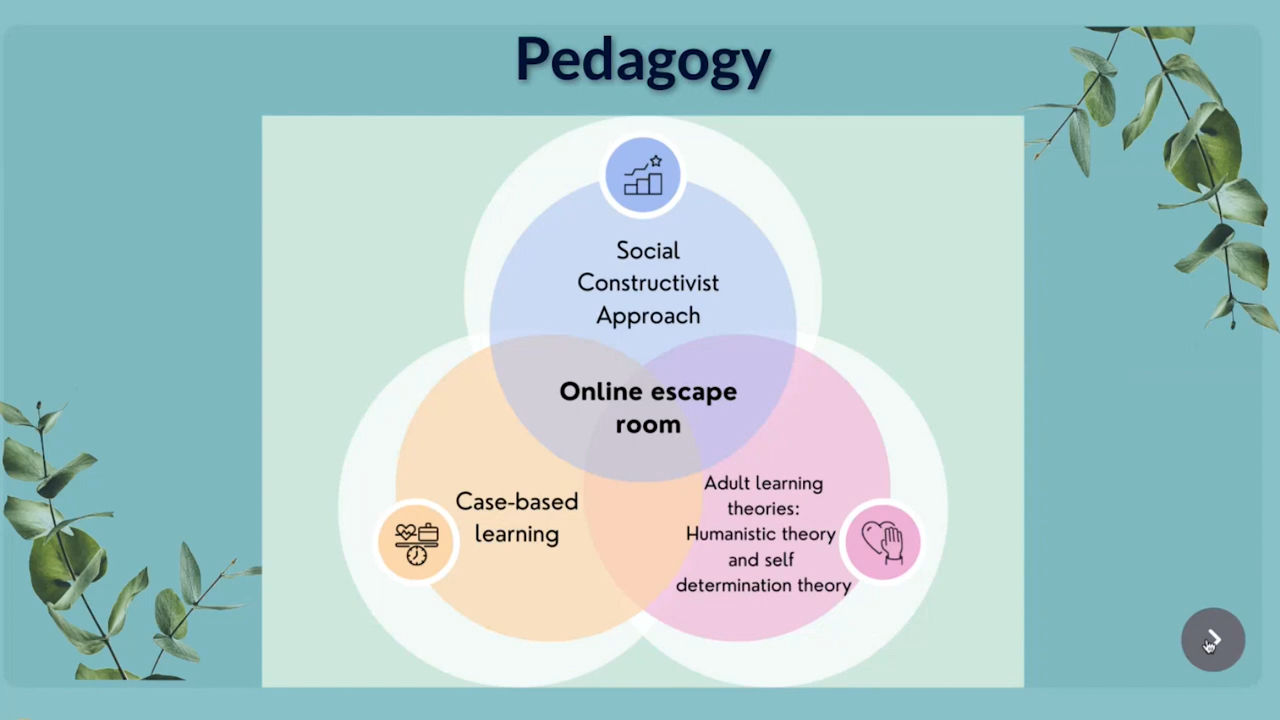 Pedagogy
Social
Constructivist
Approach
Online escape
room
Case-based
learning
Adult learning
theories:
Humanistic theory
and self
determination theory